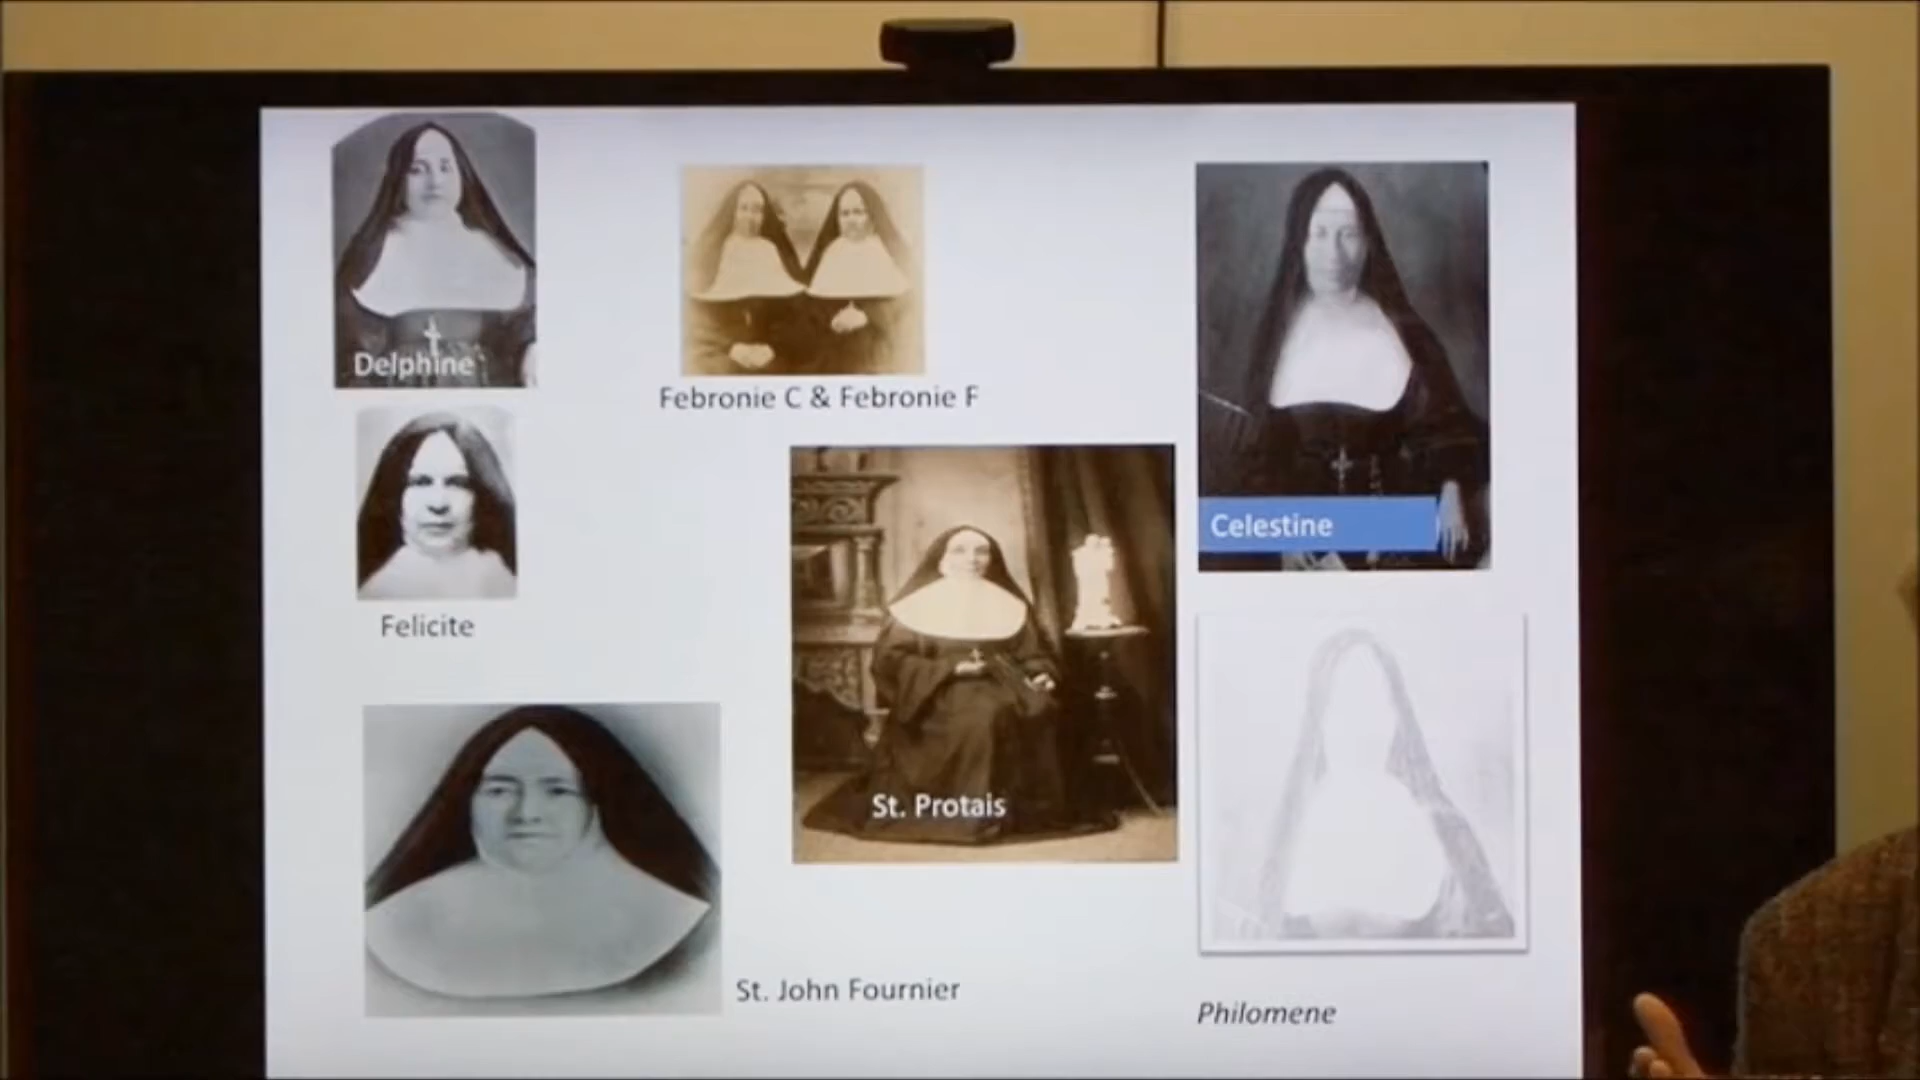 Delphine
Febronie C & Febronie F
Celestine
Felicite
St. Protais
St. John Fournier
Philomene